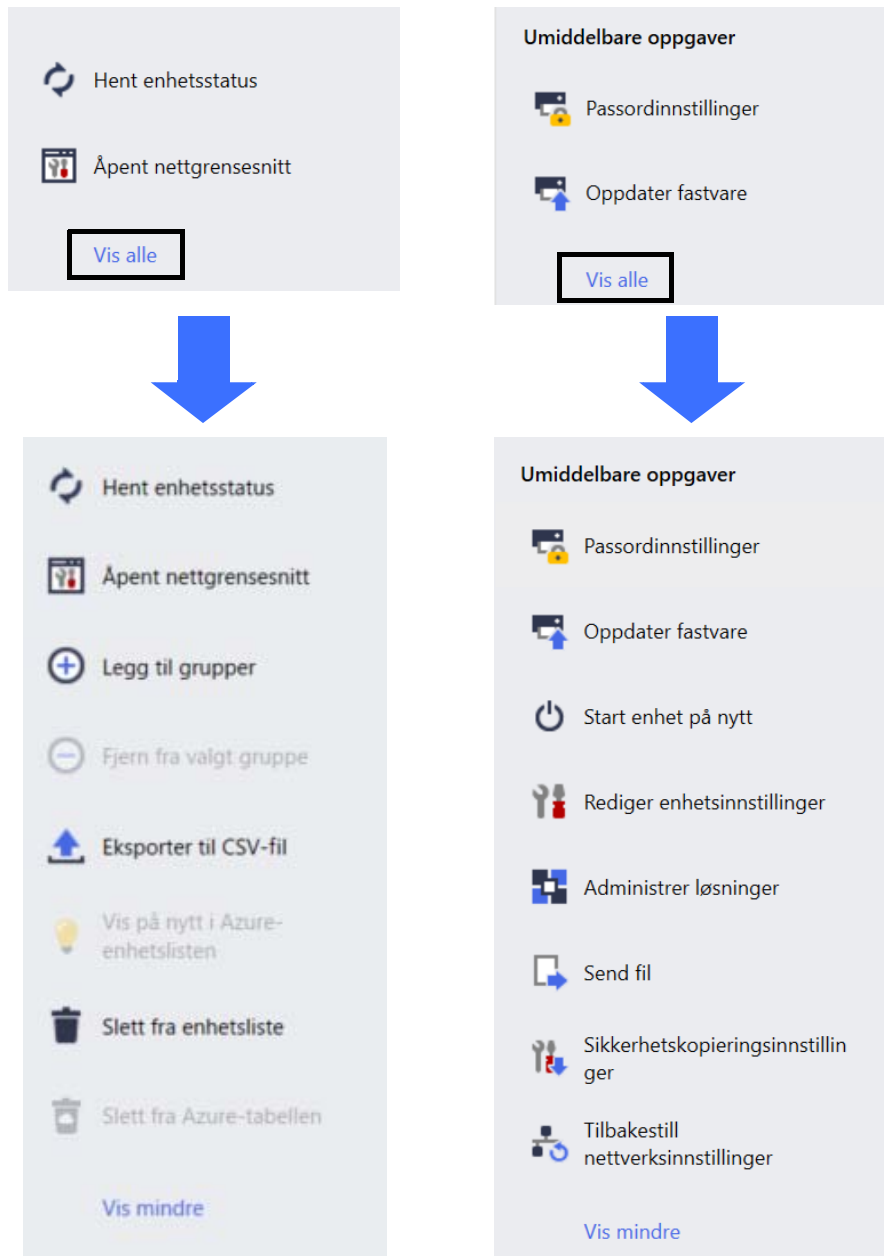 Hent enhetsstatus
Åpent nettgrensesnitt
Vis alle
Umiddelbare oppgaver
Passordinnstillinger
Oppdater fastvare
Vis alle
Hent enhetsstatus
Åpent nettgrensesnitt
Legg til grupper
Fjern fra valgt gruppe
Eksporter til CSV-fil
Vis på nytt i Azure-
enhetslisten
Slett fra enhetsliste
Slett fra Azure-tabellen
Vis mindre
Umiddelbare oppgaver
Passordinnstillinger
Oppdater fastvare
Start enhet på nytt
Rediger enhetsinnstillinger
Administrer løsninger
Send fil
Sikkerhetskopieringsinnstillin
ger
Tilbakestill
nettverksinnstillinger
Vis mindre